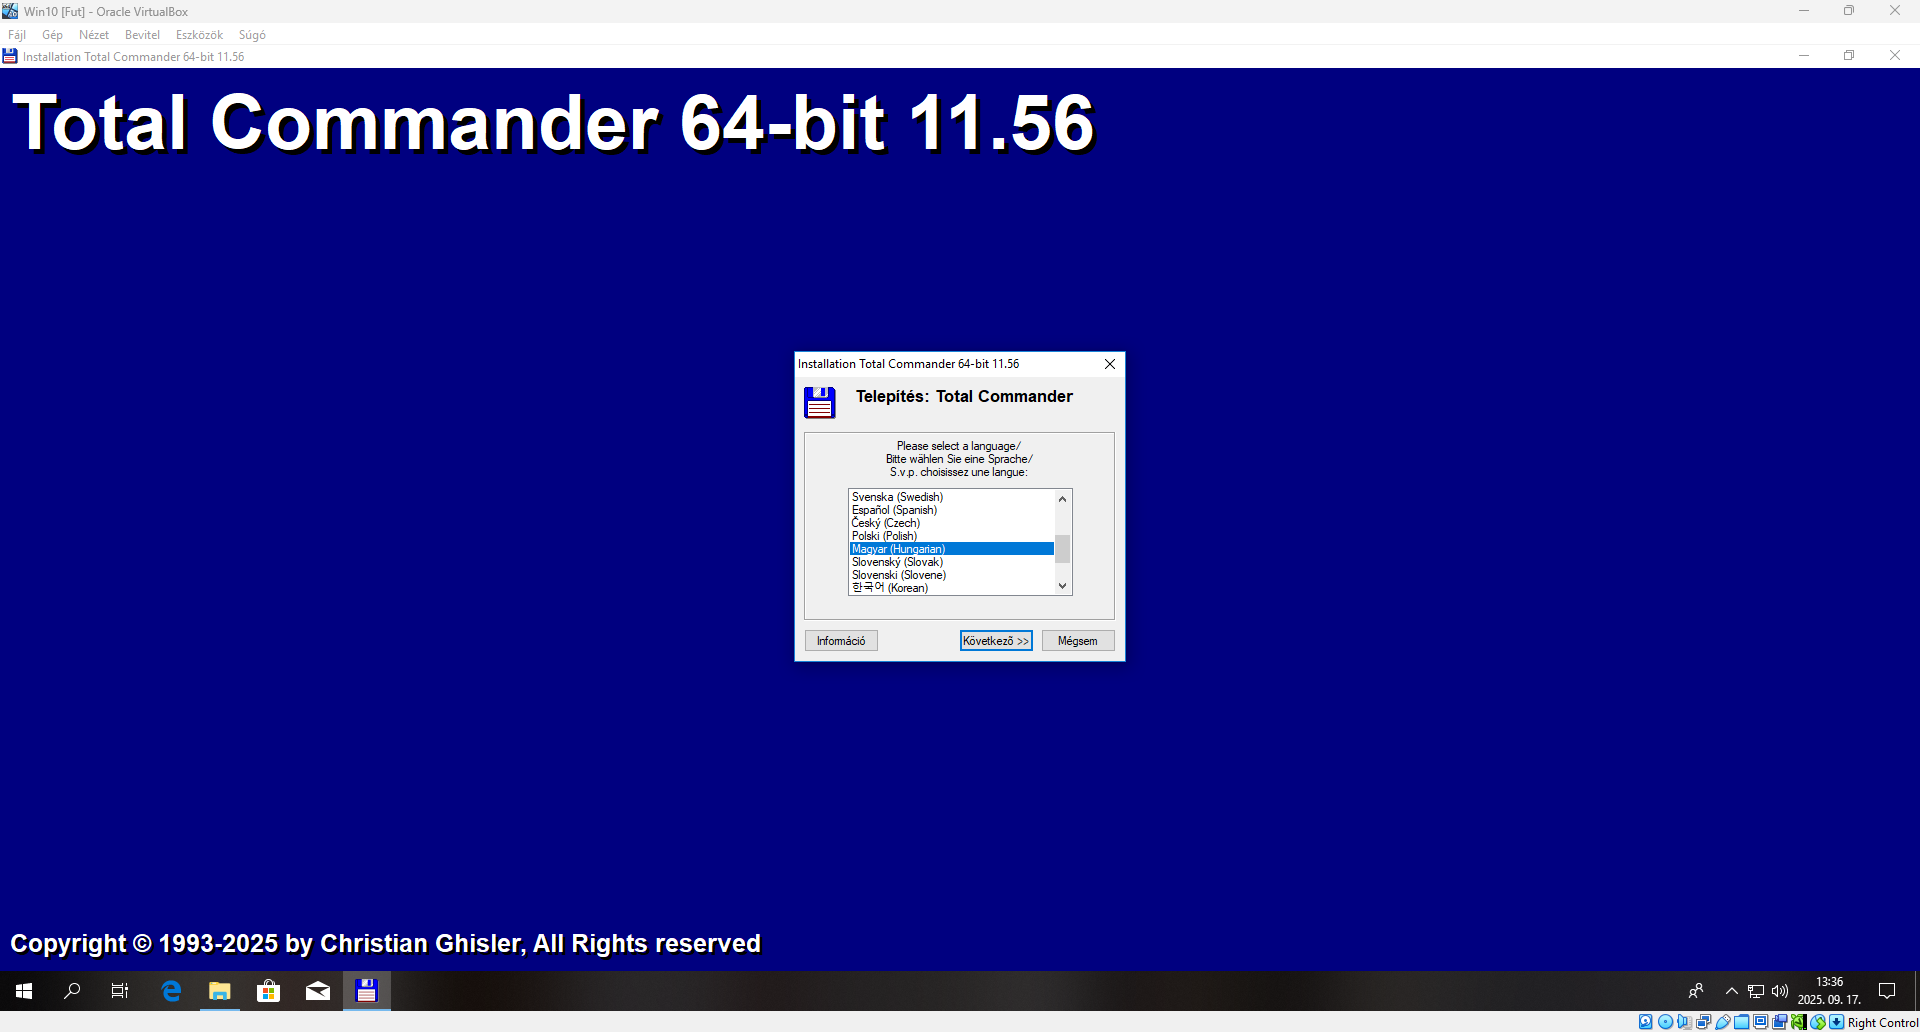 Win10 [Fut] - Oracle VirtualBox
Fájl Gép Nézet Bevitel Eszközök Súgó
Installation Total Commander 64-bit 11.56
Total Commander 64-bit 11.56
Installation Total Commander 64-bit 11.56
Telepítés: Total Commander
Please select a language/
Bitte wählen Sie eine Sprache/
S.v.p. choisissez une langue:
Svenska (Swedish)
Español (Spanish)
Český (Czech)
Polski (Polish)
Magyar (Hungarian)
Slovenský (Slovak)
Slovenski (Slovene)
한국어 (Korean)
Információ Következõ >> Mégsem
Copyright © 1993-2025 by Christian Ghisler, All Rights reserved
13:36
2025. 09. 17.
Right Control